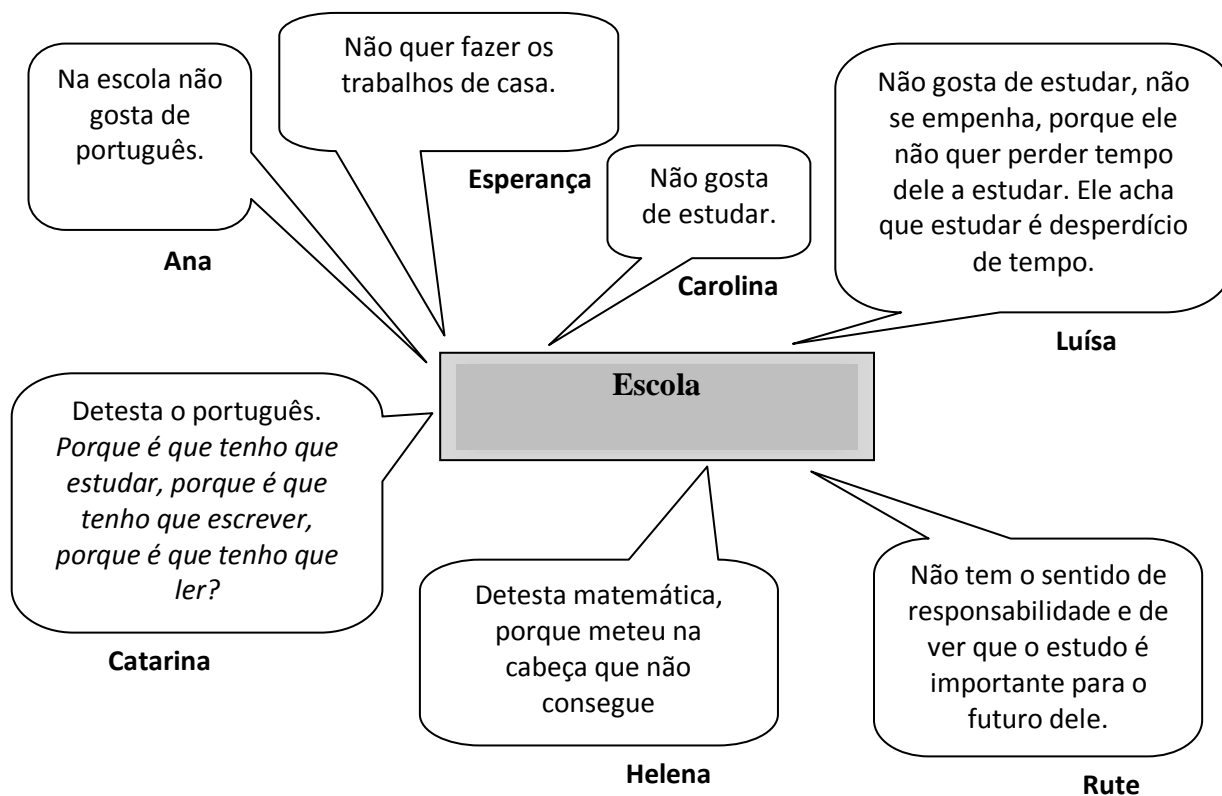 Na escola não
gosta de
português.
Ana
Não quer fazer os
trabalhos de casa.
Esperança
Não gosta
de estudar.
Carolina
Não gosta de estudar, não
se empenha, porque ele
não quer perder tempo
dele a estudar. Ele acha
que estudar é desperdício
de tempo.
Luísa
Escola
Detesta o português.
Porque é que tenho que
estudar, porque é que
tenho que escrever,
porque é que tenho que
ler?
Catarina
Detesta matemática,
porque meteu na
cabeça que não
consegue
Helena
Não tem o sentido de
responsabilidade e de
ver que o estudo é
importante para o
futuro dele.
Rute